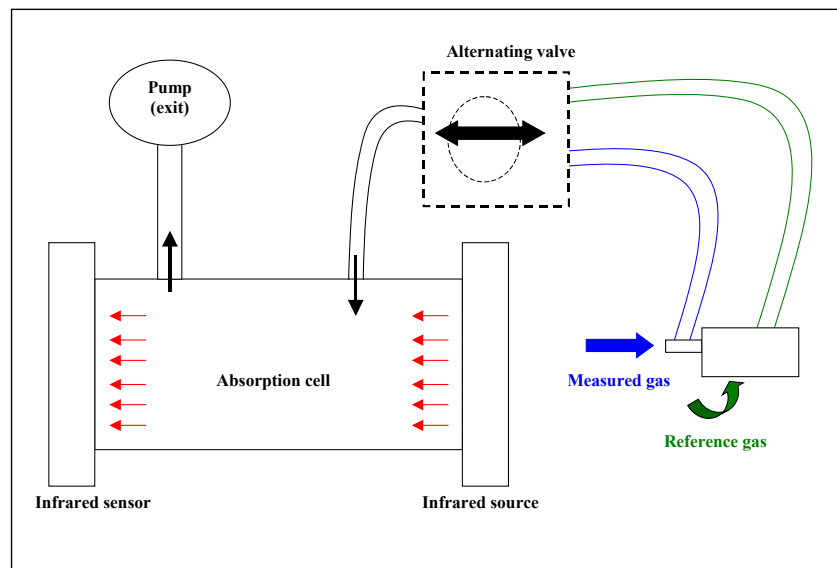 Alternating valve
Pump
(exit)
Absorption cell
Measured gas
Reference gas
Infrared sensor
Infrared source